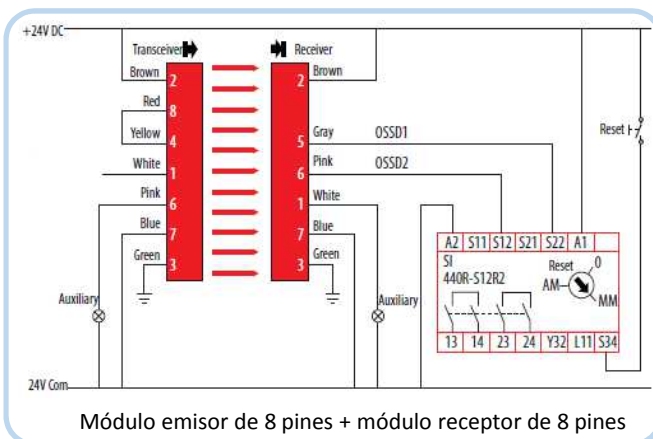 +24V DC
Transceiver
Receiver
Brown
2
2
Brown
Red
8
Yellow
4
5
Gray
OSSD1
Reset
White
1
6
Pink
OSSD2
Pink
6
1
White
Blue
7
7
Blue
Green
3
3
Green
A2 S11 S12 S21 S22 A1
SI
440R-S12R2
Reset
0
AM
MM
Auxiliary
Auxiliary
13 14 23 24 Y32 L11 S34
24V Com
Módulo emisor de 8 pines + módulo receptor de 8 pines